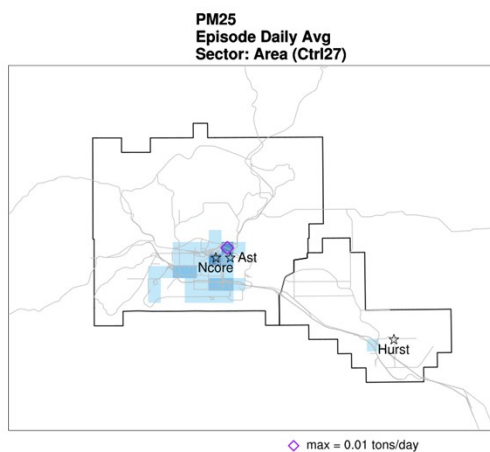 PM25
Episode Daily Avg
Sector: Area (Ctrl27)
Ast
Ncore
Hurst
max = 0.01 tons/day